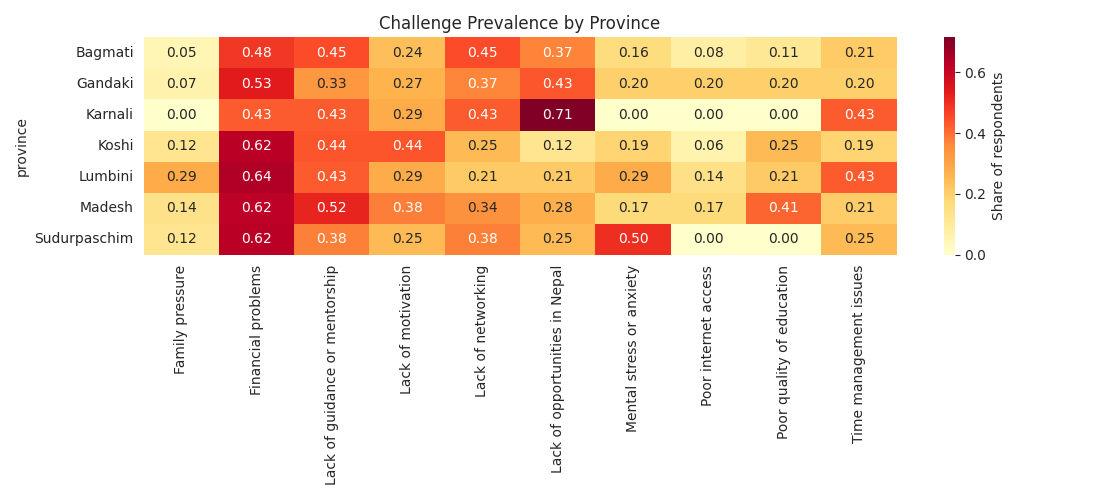 Challenge Prevalence by Province
province
Bagmati 0.05 0.48 0.45 0.24 0.45 0.37 0.16 0.08 0.11 0.21
Gandaki 0.07 0.53 0.33 0.27 0.37 0.43 0.20 0.20 0.20 0.20
Karnali 0.00 0.43 0.43 0.29 0.43 0.71 0.00 0.00 0.00 0.43
Koshi 0.12 0.62 0.44 0.44 0.25 0.12 0.19 0.06 0.25 0.19
Lumbini 0.29 0.64 0.43 0.29 0.21 0.21 0.29 0.14 0.21 0.43
Madesh 0.14 0.62 0.52 0.38 0.34 0.28 0.17 0.17 0.41 0.21
Sudurpaschim 0.12 0.62 0.38 0.25 0.38 0.25 0.50 0.00 0.00 0.25
Family pressure
Financial problems
Lack of guidance or mentorship
Lack of motivation
Lack of networking
Lack of opportunities in Nepal
Mental stress or anxiety
Poor internet access
Poor quality of education
Time management issues
0.6
0.4
0.2
0.0
Share of respondents